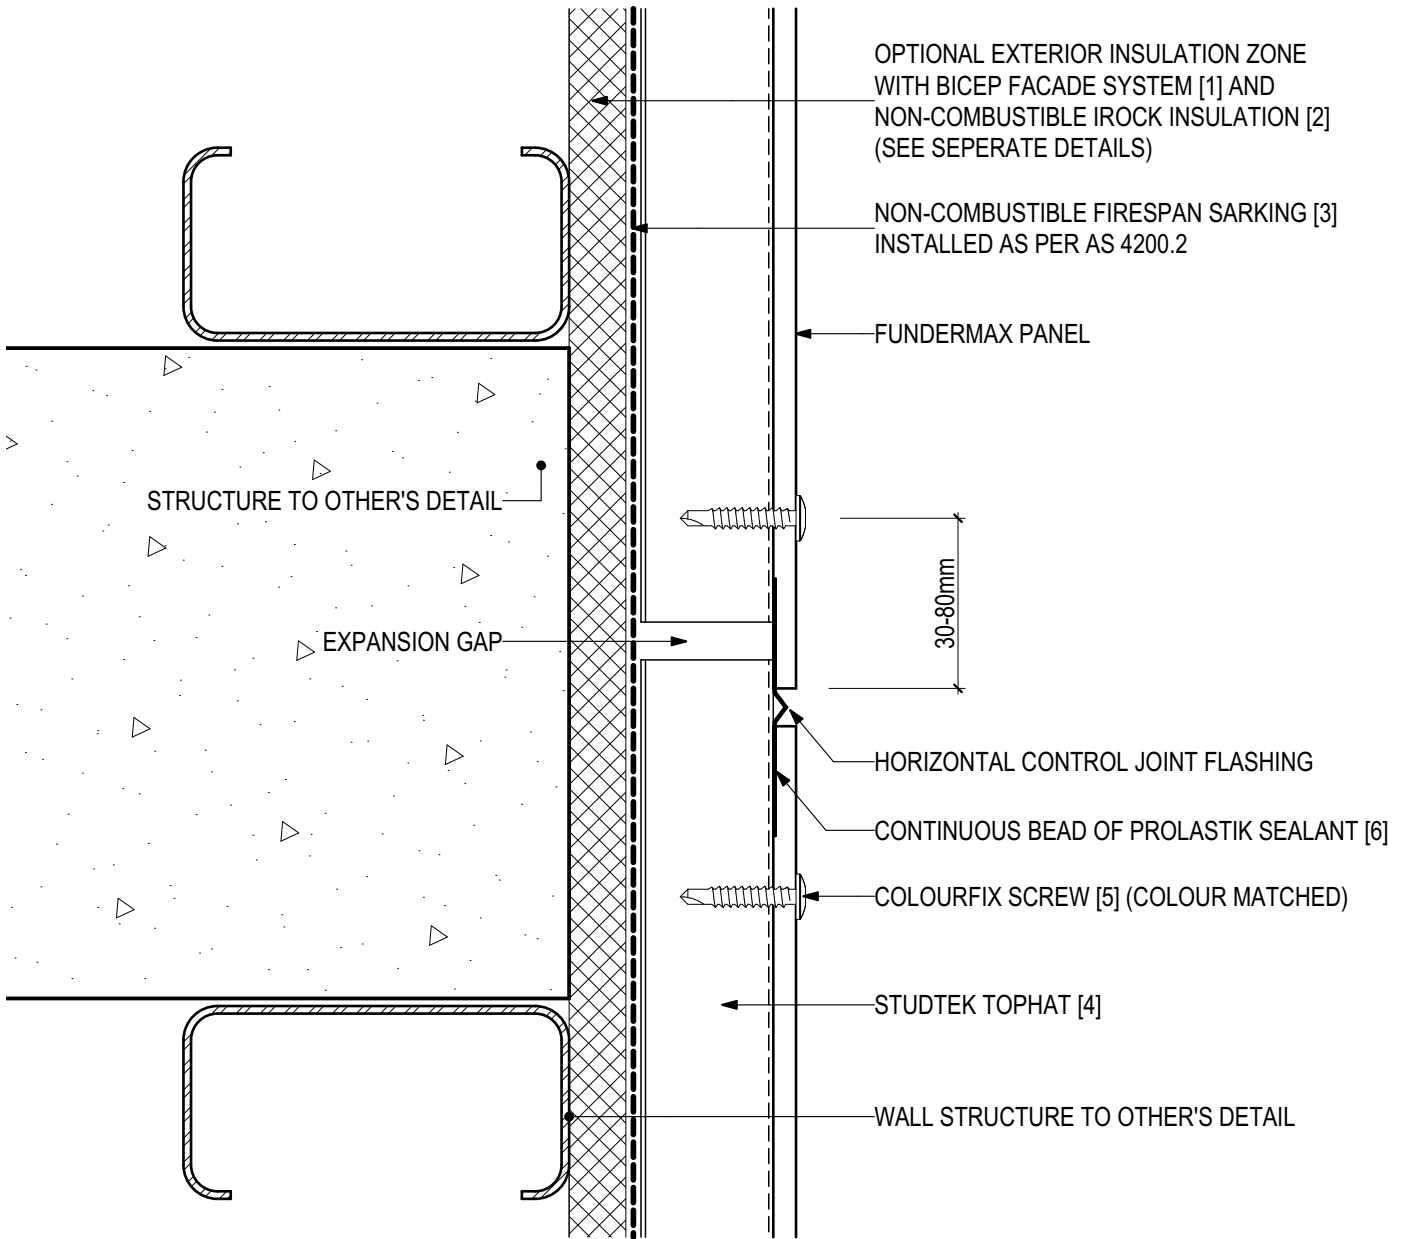 OPTIONAL EXTERIOR INSULATION ZONE
WITH BICEP FACADE SYSTEM [1] AND
NON-COMBUSTIBLE IROCK INSULATION [2]
(SEE SEPERATE DETAILS)
NON-COMBUSTIBLE FIRESPAN SARKING [3]
INSTALLED AS PER AS 4200.2
FUNDERMAX PANEL
STRUCTURE TO OTHER'S DETAIL
30-80mm
EXPANSION GAP
HORIZONTAL CONTROL JOINT FLASHING
CONTINUOUS BEAD OF PROLASTIK SEALANT [6]
COLOURFIX SCREW [5] (COLOUR MATCHED)
STUDTEK TOPHAT [4]
WALL STRUCTURE TO OTHER'S DETAIL